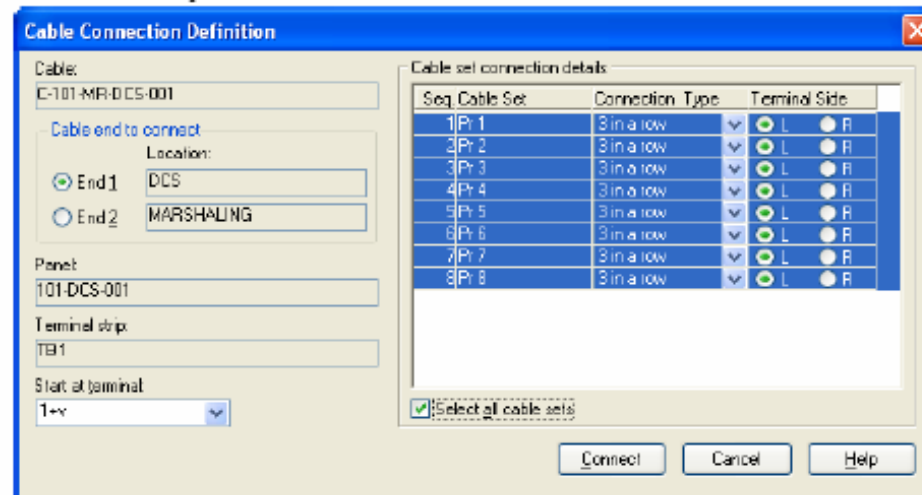 Cable Connection Definition
Cable:
C-101-MR-DCS-001
Cable end to connect
Location:
End 1 DCS
End 2 MARSHALING
Panel:
101-DCS-001
Terminal strip:
TB1
Start at terminal:
1+v
Cable set connection details
Seq. Cable Set Connection Type Terminal Side
1 Pr 1 3 in a row L R
2 Pr 2 3 in a row L R
3 Pr 3 3 in a row L R
4 Pr 4 3 in a row L R
5 Pr 5 3 in a row L R
6 Pr 6 3 in a row L R
7 Pr 7 3 in a row L R
8 Pr 8 3 in a row L R
Select all cable sets
Connect Cancel Help